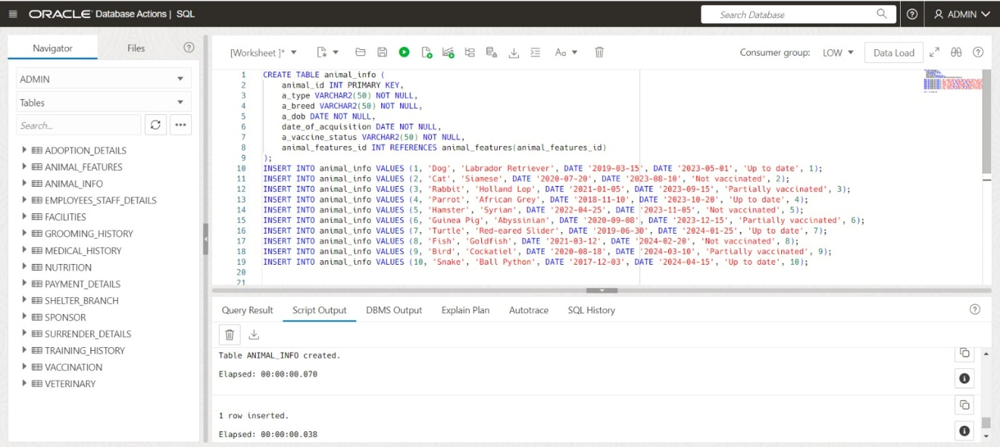 ORACLE Database Actions | SQL
Search Database
ADMIN
Navigator
Files
ADMIN
Tables
Search...
ADOPTION_DETAILS
ANIMAL_FEATURES
ANIMAL_INFO
EMPLOYEES_STAFF_DETAILS
FACILITIES
GROOMING_HISTORY
MEDICAL_HISTORY
NUTRITION
PAYMENT_DETAILS
SHELTER_BRANCH
SPONSOR
SURRENDER_DETAILS
TRAINING_HISTORY
VACCINATION
VETERINARY
[Worksheet ]*
Aa
Consumer group: LOW
Data Load
1 CREATE TABLE animal_info (
2 animal_id INT PRIMARY KEY,
3 a_type VARCHAR2(50) NOT NULL,
4 a_breed VARCHAR2(50) NOT NULL,
5 a_dob DATE NOT NULL,
6 date_of_acquisition DATE NOT NULL,
7 a_vaccine_status VARCHAR2(50) NOT NULL,
8 animal_features_id INT REFERENCES animal_features(animal_features_id)
9 );
10 INSERT INTO animal_info VALUES (1, 'Dog', 'Labrador Retriever', DATE '2019-03-15', DATE '2023-05-01', 'Up to date', 1);
11 INSERT INTO animal_info VALUES (2, 'Cat', 'Siamese', DATE '2020-07-20', DATE '2023-08-10', 'Not vaccinated', 2);
12 INSERT INTO animal_info VALUES (3, 'Rabbit', 'Holland Lop', DATE '2021-01-05', DATE '2023-09-15', 'Partially vaccinated', 3);
13 INSERT INTO animal_info VALUES (4, 'Parrot', 'African Grey', DATE '2018-11-10', DATE '2023-10-20', 'Up to date', 4);
14 INSERT INTO animal_info VALUES (5, 'Hamster', 'Syrian', DATE '2022-04-25', DATE '2023-11-05', 'Not vaccinated', 5);
15 INSERT INTO animal_info VALUES (6, 'Guinea Pig', 'Abyssinian', DATE '2020-09-08', DATE '2023-12-15', 'Partially vaccinated', 6);
16 INSERT INTO animal_info VALUES (7, 'Turtle', 'Red-eared Slider', DATE '2019-06-30', DATE '2024-01-25', 'Up to date', 7);
17 INSERT INTO animal_info VALUES (8, 'Fish', 'Goldfish', DATE '2021-03-12', DATE '2024-02-20', 'Not vaccinated', 8);
18 INSERT INTO animal_info VALUES (9, 'Bird', 'Cockatiel', DATE '2020-08-18', DATE '2024-03-10', 'Partially vaccinated', 9);
19 INSERT INTO animal_info VALUES (10, 'Snake', 'Ball Python', DATE '2017-12-03', DATE '2024-04-15', 'Up to date', 10);
20
21
Query Result
Script Output
DBMS Output
Explain Plan
Autotrace
SQL History
Table ANIMAL_INFO created.
Elapsed: 00:00:00.070
1 row inserted.
Elapsed: 00:00:00.038